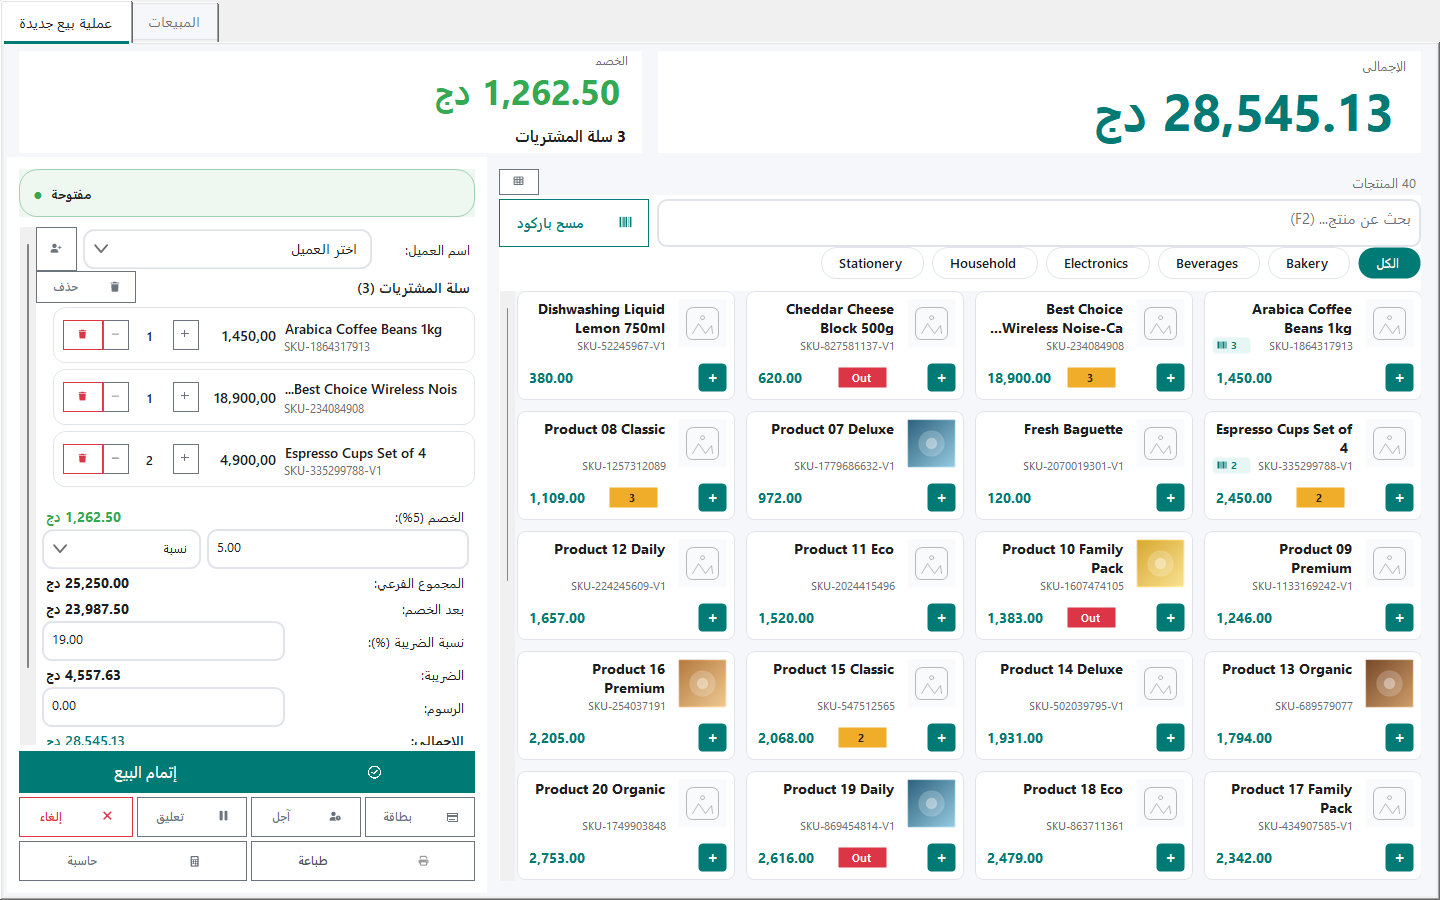 عملية بيع جديدة
المبيعات
الاجمالي
28,545.13 دج
الخصم
1,262.50 دج
3 سلة المشتريات
40 المنتجات
بحث عن منتج... (F2)
مسح باركود
الكل
Bakery
Beverages
Electronics
Household
Stationery
Arabica Coffee
Beans 1kg
SKU-1864317913
3
1,450.00
+
Best Choice
...Wireless Noise-Ca
SKU-234084908
18,900.00
3
+
Cheddar Cheese
Block 500g
SKU-827581137-V1
620.00
Out
+
Dishwashing Liquid
Lemon 750ml
SKU-52245967-V1
380.00
+
Espresso Cups Set of
4
SKU-335299788-V1
2
2,450.00
2
+
Fresh Baguette
SKU-2070019301-V1
120.00
+
Product 07 Deluxe
SKU-1779686632-V1
972.00
+
Product 08 Classic
SKU-1257312089
1,109.00
3
+
Product 09
Premium
SKU-1133169242-V1
1,246.00
+
Product 10 Family
Pack
SKU-1607474105
1,383.00
Out
+
Product 11 Eco
SKU-2024415496
1,520.00
+
Product 12 Daily
SKU-224245609-V1
1,657.00
+
Product 13 Organic
SKU-689579077
1,794.00
+
Product 14 Deluxe
SKU-502039795-V1
1,931.00
+
Product 15 Classic
SKU-547512565
2,068.00
2
+
Product 16
Premium
SKU-254037191
2,205.00
+
Product 17 Family
Pack
SKU-434907585-V1
2,342.00
+
Product 18 Eco
SKU-863711361
2,479.00
+
Product 19 Daily
SKU-869454814-V1
2,616.00
Out
+
Product 20 Organic
SKU-1749903848
2,753.00
+
مفتوحة
اسم العميل:
اختر العميل
سلة المشتريات (3)
حذف
Arabica Coffee Beans 1kg
SKU-1864317913
1,450,00
+
1
−
...Best Choice Wireless Nois
SKU-234084908
18,900,00
+
1
−
Espresso Cups Set of 4
SKU-335299788-V1
4,900,00
+
2
−
الخصم (5%):
1,262.50 دج
5.00
نسبة
المجموع الفرعي:
25,250.00 دج
بعد الخصم:
23,987.50 دج
نسبة الضريبة (%):
19.00
الضريبة:
4,557.63 دج
الرسوم:
0.00
الاجمالي:
28,545.13 دج
إتمام البيع
بطاقة
آجل
تعليق
إلغاء
طباعة
حاسبة